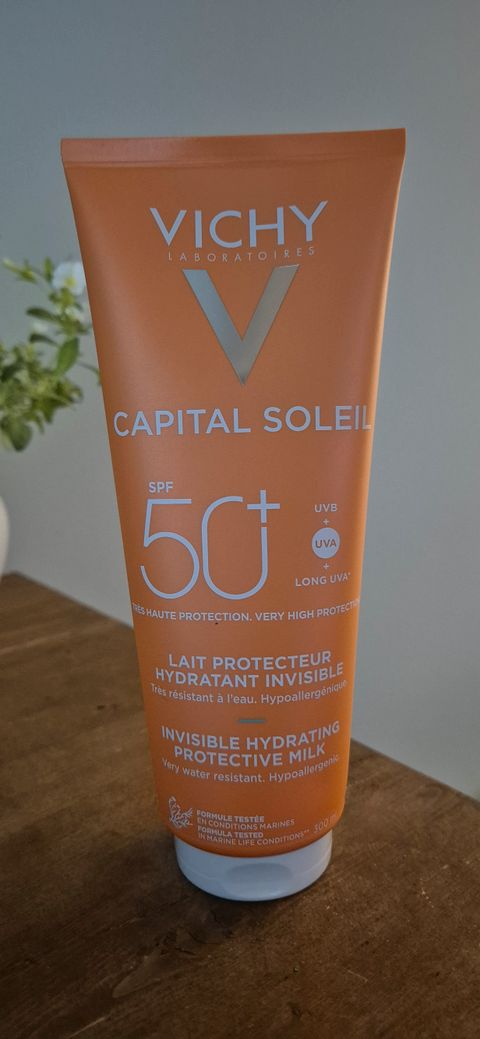 VICHY
LABORATOIRES
CAPITAL SOLEIL
SPF
50+
UVB
+
UVA
+
LONG UVA*
TRÈS HAUTE PROTECTION. VERY HIGH PROTECTION
LAIT PROTECTEUR
HYDRATANT INVISIBLE
Très résistant à l'eau. Hypoallergénique.
INVISIBLE HYDRATING
PROTECTIVE MILK
Very water resistant. Hypoallergenic.
FORMULE TESTÉE
EN CONDITIONS MARINES
FORMULA TESTED
IN MARINE LIFE CONDITIONS** 300 ml